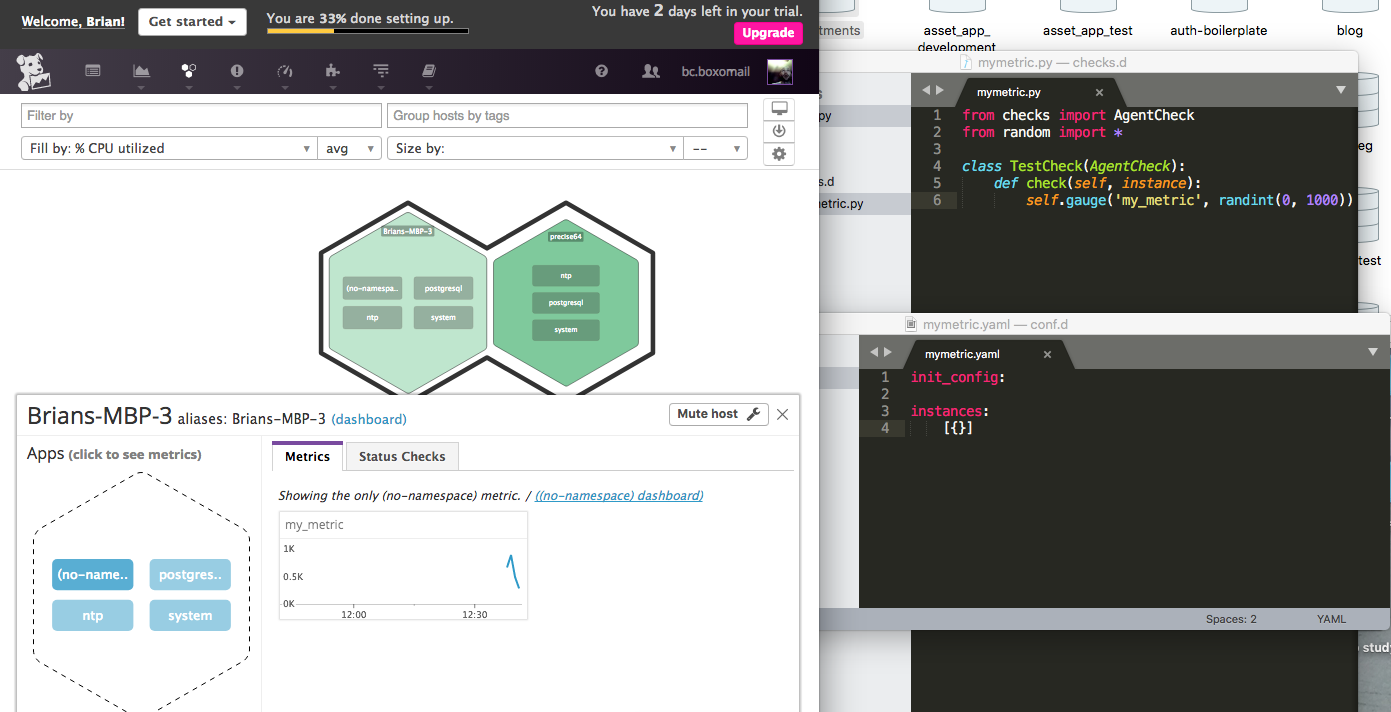 Welcome, Brian!
Get started
You are 33% done setting up.
You have 2 days left in your trial.
Upgrade
bc.boxomail
Filter by
Group hosts by tags
Fill by: % CPU utilized
avg
Size by:
--
Brians-MBP-3
(no-namespa..
postgresql
ntp
system
precise64
ntp
postgresql
system
Brians-MBP-3 aliases: Brians-MBP-3 (dashboard)
Mute host
Apps (click to see metrics)
(no-name..
postgres..
ntp
system
Metrics
Status Checks
Showing the only (no-namespace) metric. / ((no-namespace) dashboard)
my_metric
1K
0.5K
0K
12:00
12:30
tments
asset_app_
development
asset_app_test
auth-boilerplate
blog
mymetric.py — checks.d
s
py
s.d
etric.py
mymetric.py
1 from checks import AgentCheck
2 from random import *
3
4 class TestCheck(AgentCheck):
5 def check(self, instance):
6 self.gauge('my_metric', randint(0, 1000))
eg
test
mymetric.yaml — conf.d
mymetric.yaml
1 init_config:
2
3 instances:
4 [{}]
Spaces: 2
YAML
study